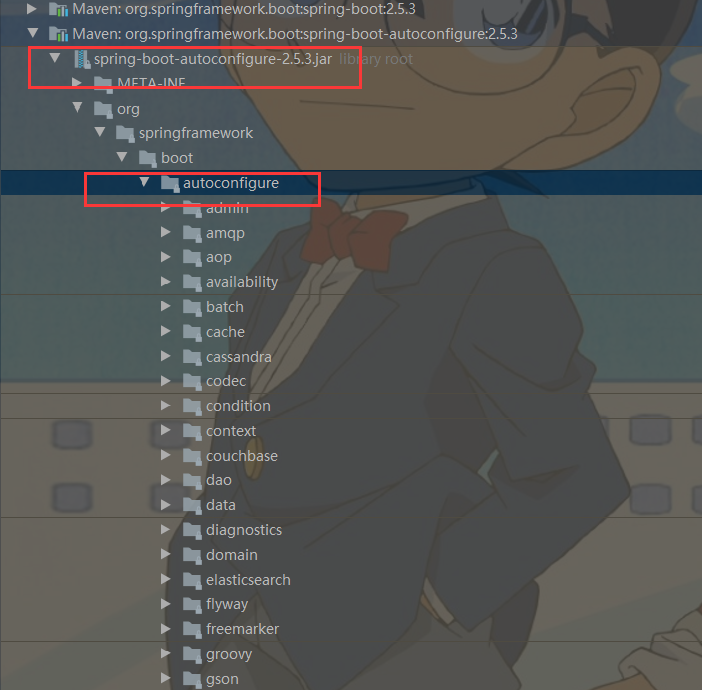 Maven: org.springframework.boot:spring-boot:2.5.3
Maven: org.springframework.boot:spring-boot-autoconfigure:2.5.3
spring-boot-autoconfigure-2.5.3.jar library root
META-INF
org
springframework
boot
autoconfigure
admin
amqp
aop
availability
batch
cache
cassandra
codec
condition
context
couchbase
dao
data
diagnostics
domain
elasticsearch
flyway
freemarker
groovy
gson